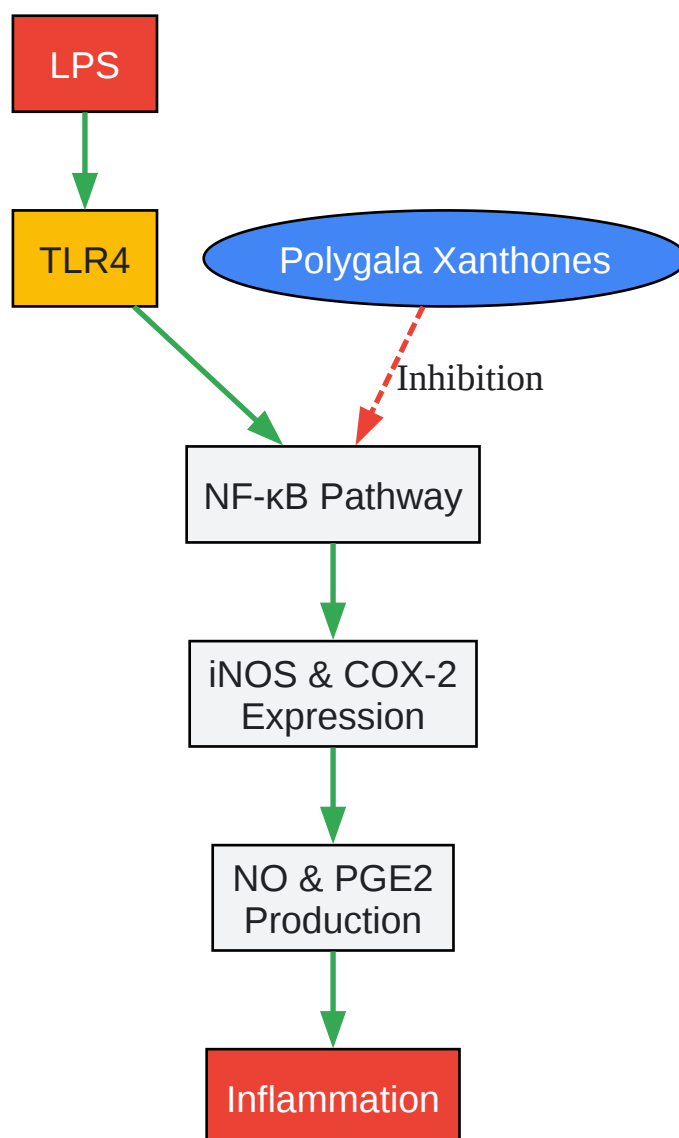 LPS
TLR4
Polygala Xanthones
Inhibition
NF-κB Pathway
iNOS & COX-2
Expression
NO & PGE2
Production
Inflammation